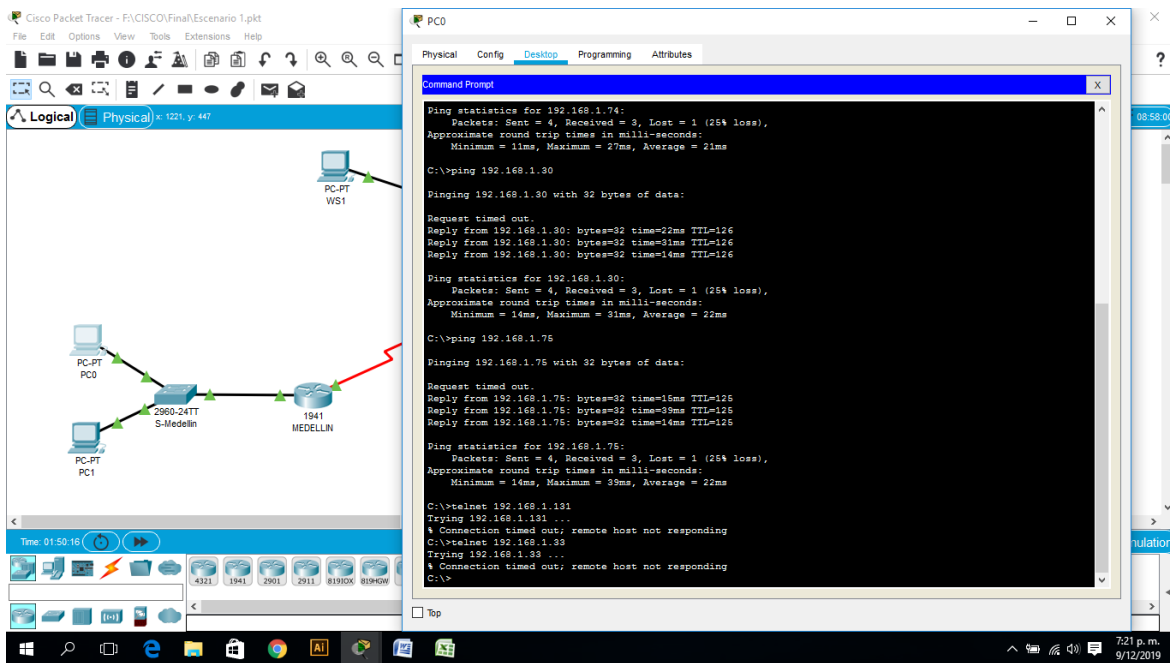 Cisco Packet Tracer - F:\CISCO\Final\Escenario 1.pkt
File Edit Options View Tools Extensions Help
?
Logical Physical x: 1221, y: 447
08:58:00
PC-PT
WS1
PC-PT
PC0
2960-24TT
S-Medellin
1941
MEDELLIN
PC-PT
PC1
Time: 01:50:16
4321 1941 2901 2911 819IOX 819HGW
PC0
Physical Config Desktop Programming Attributes
Command Prompt
X
Ping statistics for 192.168.1.74:
Packets: Sent = 4, Received = 3, Lost = 1 (25% loss),
Approximate round trip times in milli-seconds:
Minimum = 11ms, Maximum = 27ms, Average = 21ms
C:\>ping 192.168.1.30
Pinging 192.168.1.30 with 32 bytes of data:
Request timed out.
Reply from 192.168.1.30: bytes=32 time=22ms TTL=126
Reply from 192.168.1.30: bytes=32 time=31ms TTL=126
Reply from 192.168.1.30: bytes=32 time=14ms TTL=126
Ping statistics for 192.168.1.30:
Packets: Sent = 4, Received = 3, Lost = 1 (25% loss),
Approximate round trip times in milli-seconds:
Minimum = 14ms, Maximum = 31ms, Average = 22ms
C:\>ping 192.168.1.75
Pinging 192.168.1.75 with 32 bytes of data:
Request timed out.
Reply from 192.168.1.75: bytes=32 time=15ms TTL=125
Reply from 192.168.1.75: bytes=32 time=39ms TTL=125
Reply from 192.168.1.75: bytes=32 time=14ms TTL=125
Ping statistics for 192.168.1.75:
Packets: Sent = 4, Received = 3, Lost = 1 (25% loss),
Approximate round trip times in milli-seconds:
Minimum = 14ms, Maximum = 39ms, Average = 22ms
C:\>telnet 192.168.1.131
Trying 192.168.1.131 ...
% Connection timed out; remote host not responding
C:\>telnet 192.168.1.33
Trying 192.168.1.33 ...
% Connection timed out; remote host not responding
C:\>
Top
nulation
Ai
7:21 p. m.
9/12/2019